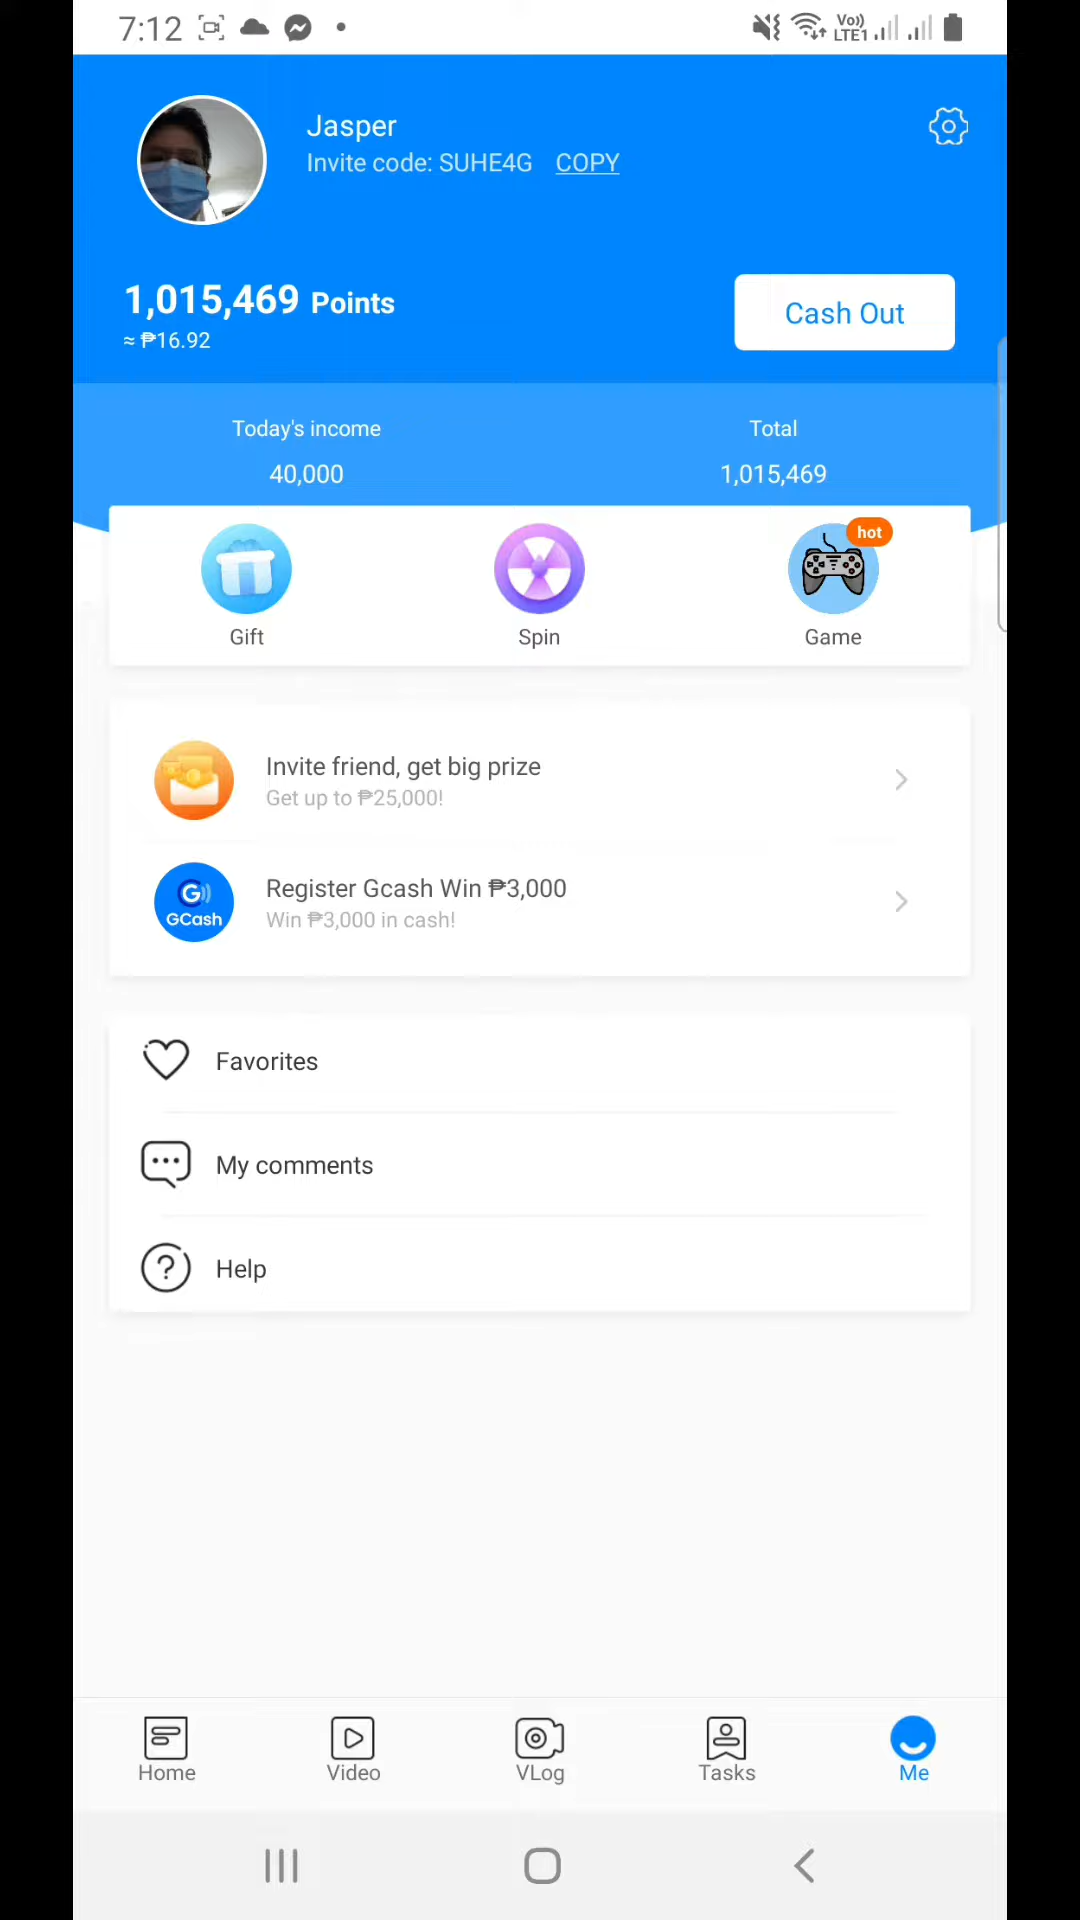 7:12
Vo))
LTE1
Jasper
Invite code: SUHE4G COPY
1,015,469 Points
≈ ₱16.92
Cash Out
Today's income
Total
40,000
1,015,469
hot
Gift
Spin
Game
Invite friend, get big prize
Get up to ₱25,000!
G
GCash
Register Gcash Win ₱3,000
Win ₱3,000 in cash!
Favorites
My comments
Help
Home
Video
VLog
Tasks
Me